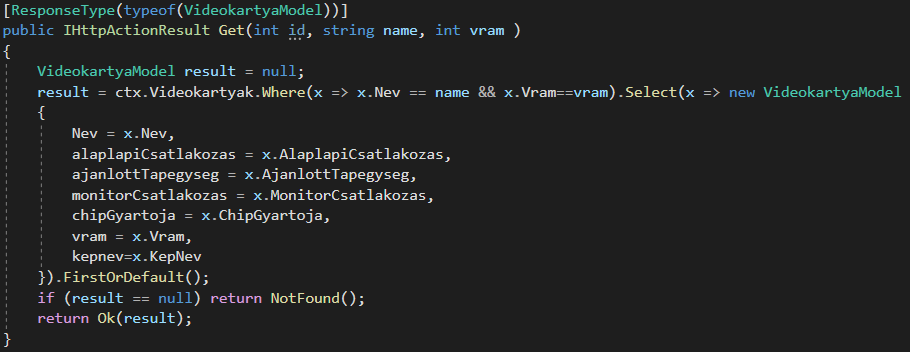 [ResponseType(typeof(VideokartyaModel))]
public IHttpActionResult Get(int id, string name, int vram )
{
    VideokartyaModel result = null;
    result = ctx.Videokartyak.Where(x => x.Nev == name && x.Vram==vram).Select(x => new VideokartyaModel
    {
        Nev = x.Nev,
        alaplapiCsatlakozas = x.AlaplapiCsatlakozas,
        ajanlottTapegyseg = x.AjanlottTapegyseg,
        monitorCsatlakozas = x.MonitorCsatlakozas,
        chipGyartoja = x.ChipGyartoja,
        vram = x.Vram,
        kepnev=x.KepNev
    }).FirstOrDefault();
    if (result == null) return NotFound();
    return Ok(result);
}